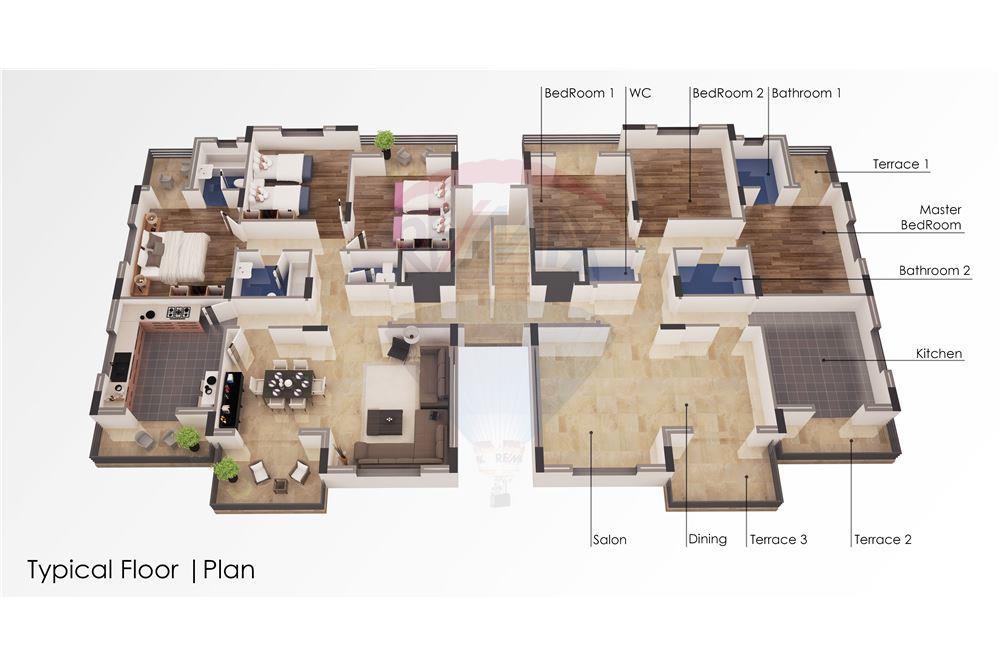 BedRoom 1
WC
BedRoom 2
Bathroom 1
Terrace 1
Master
BedRoom
Bathroom 2
Kitchen
Salon
Dining
Terrace 3
Terrace 2
Typical Floor | Plan